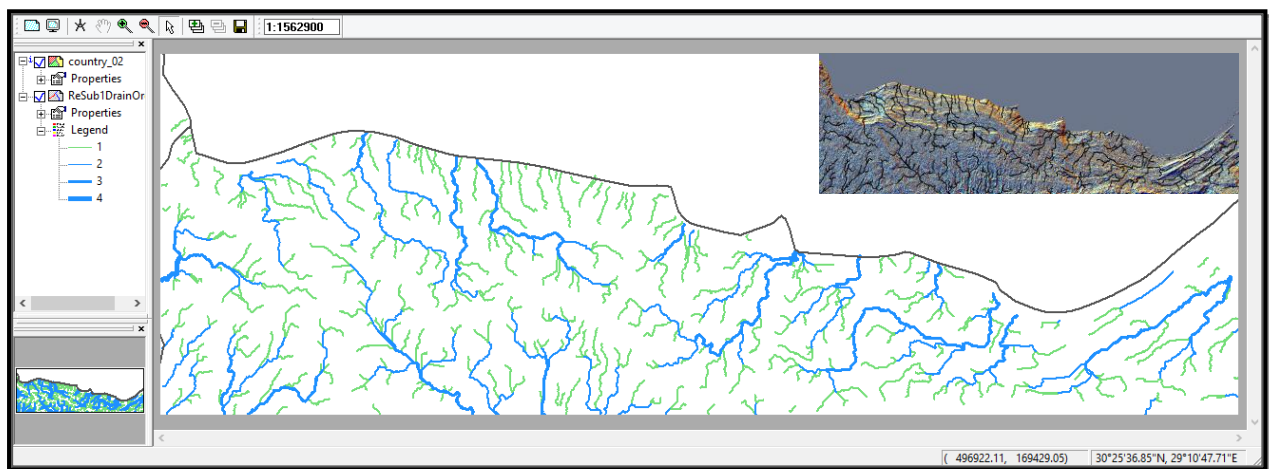 1:1562900
country_02
Properties
ReSub1DrainOr
Properties
Legend
1
2
3
4
( 496922.11, 169429.05) 30°25'36.85"N, 29°10'47.71"E